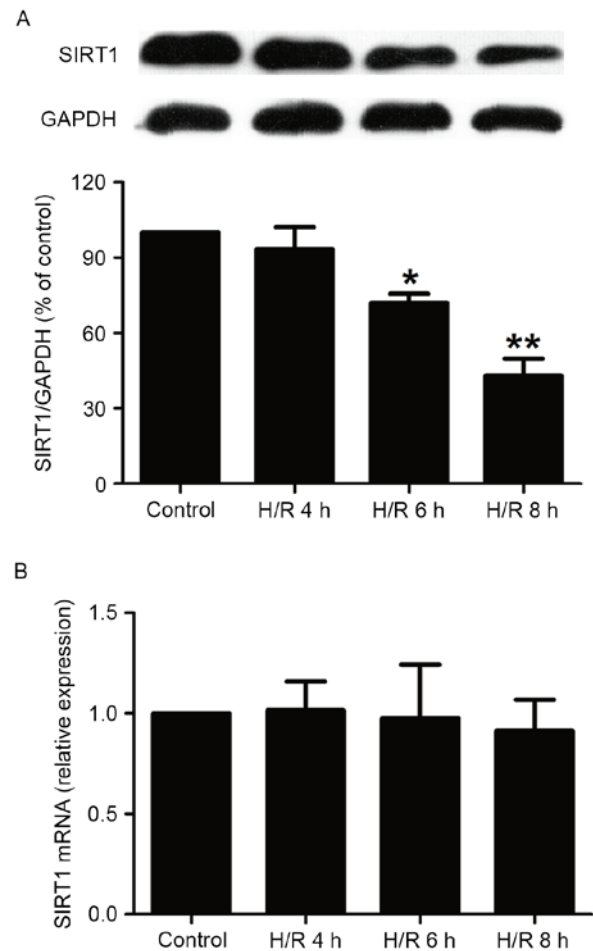 A
SIRT1
GAPDH
SIRT1/GAPDH (% of control)
120
90
60
30
0
*
**
Control H/R 4 h H/R 6 h H/R 8 h
B
SIRT1 mRNA (relative expression)
1.5
1.0
0.5
0.0
Control H/R 4 h H/R 6 h H/R 8 h